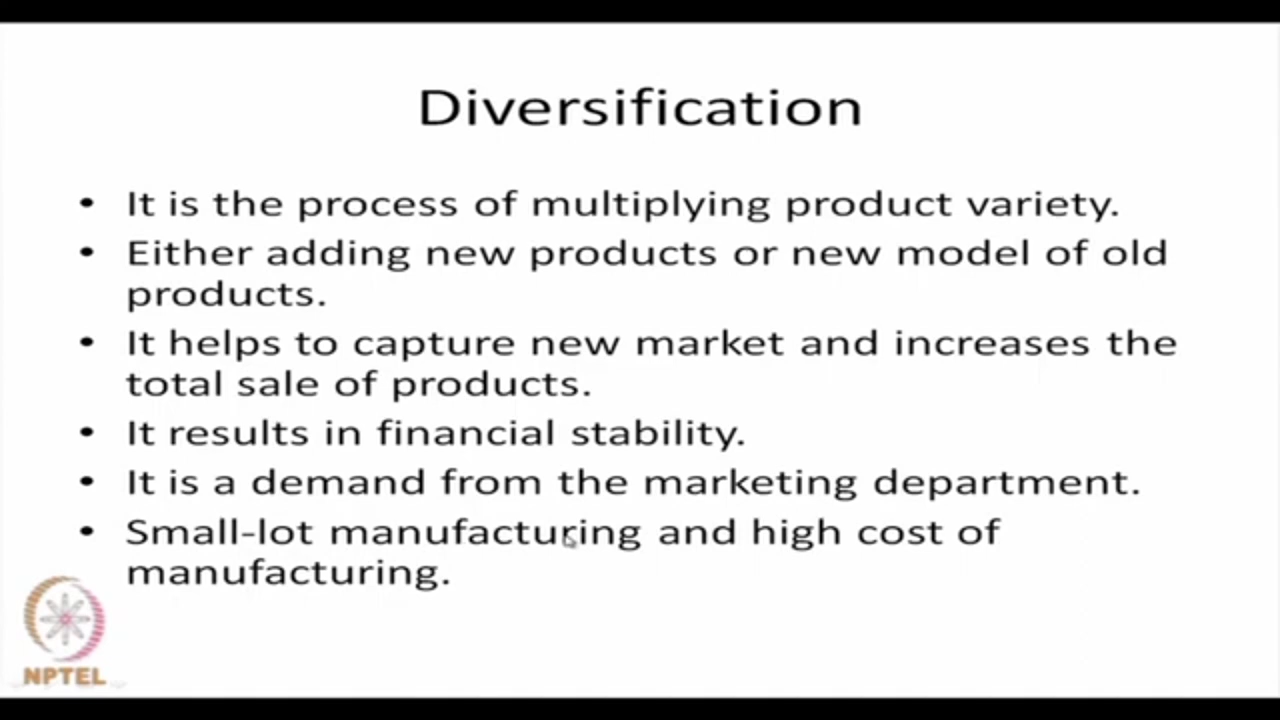 Diversification
• It is the process of multiplying product variety.
• Either adding new products or new model of old
products.
• It helps to capture new market and increases the
total sale of products.
• It results in financial stability.
• It is a demand from the marketing department.
• Small-lot manufacturing and high cost of
manufacturing.
NPTEL